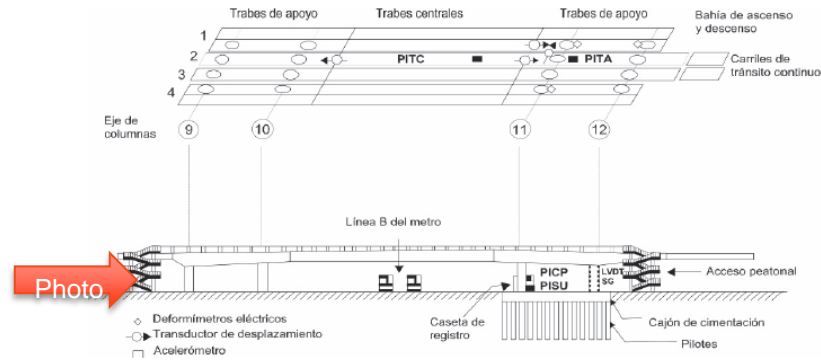 Trabes de apoyo
Trabes centrales
Trabes de apoyo
Bahía de ascenso
y descenso
1
2
PITC
PITA
Carriles de
tránsito continuo
3
4
Eje de
columnas
9
10
11
12
Línea B del metro
PICP
LVDT
PISU
SG
Acceso peatonal
Photo
Deformímetros eléctricos
Transductor de desplazamiento
Acelerómetro
Caseta de
registro
Cajón de cimentación
Pilotes